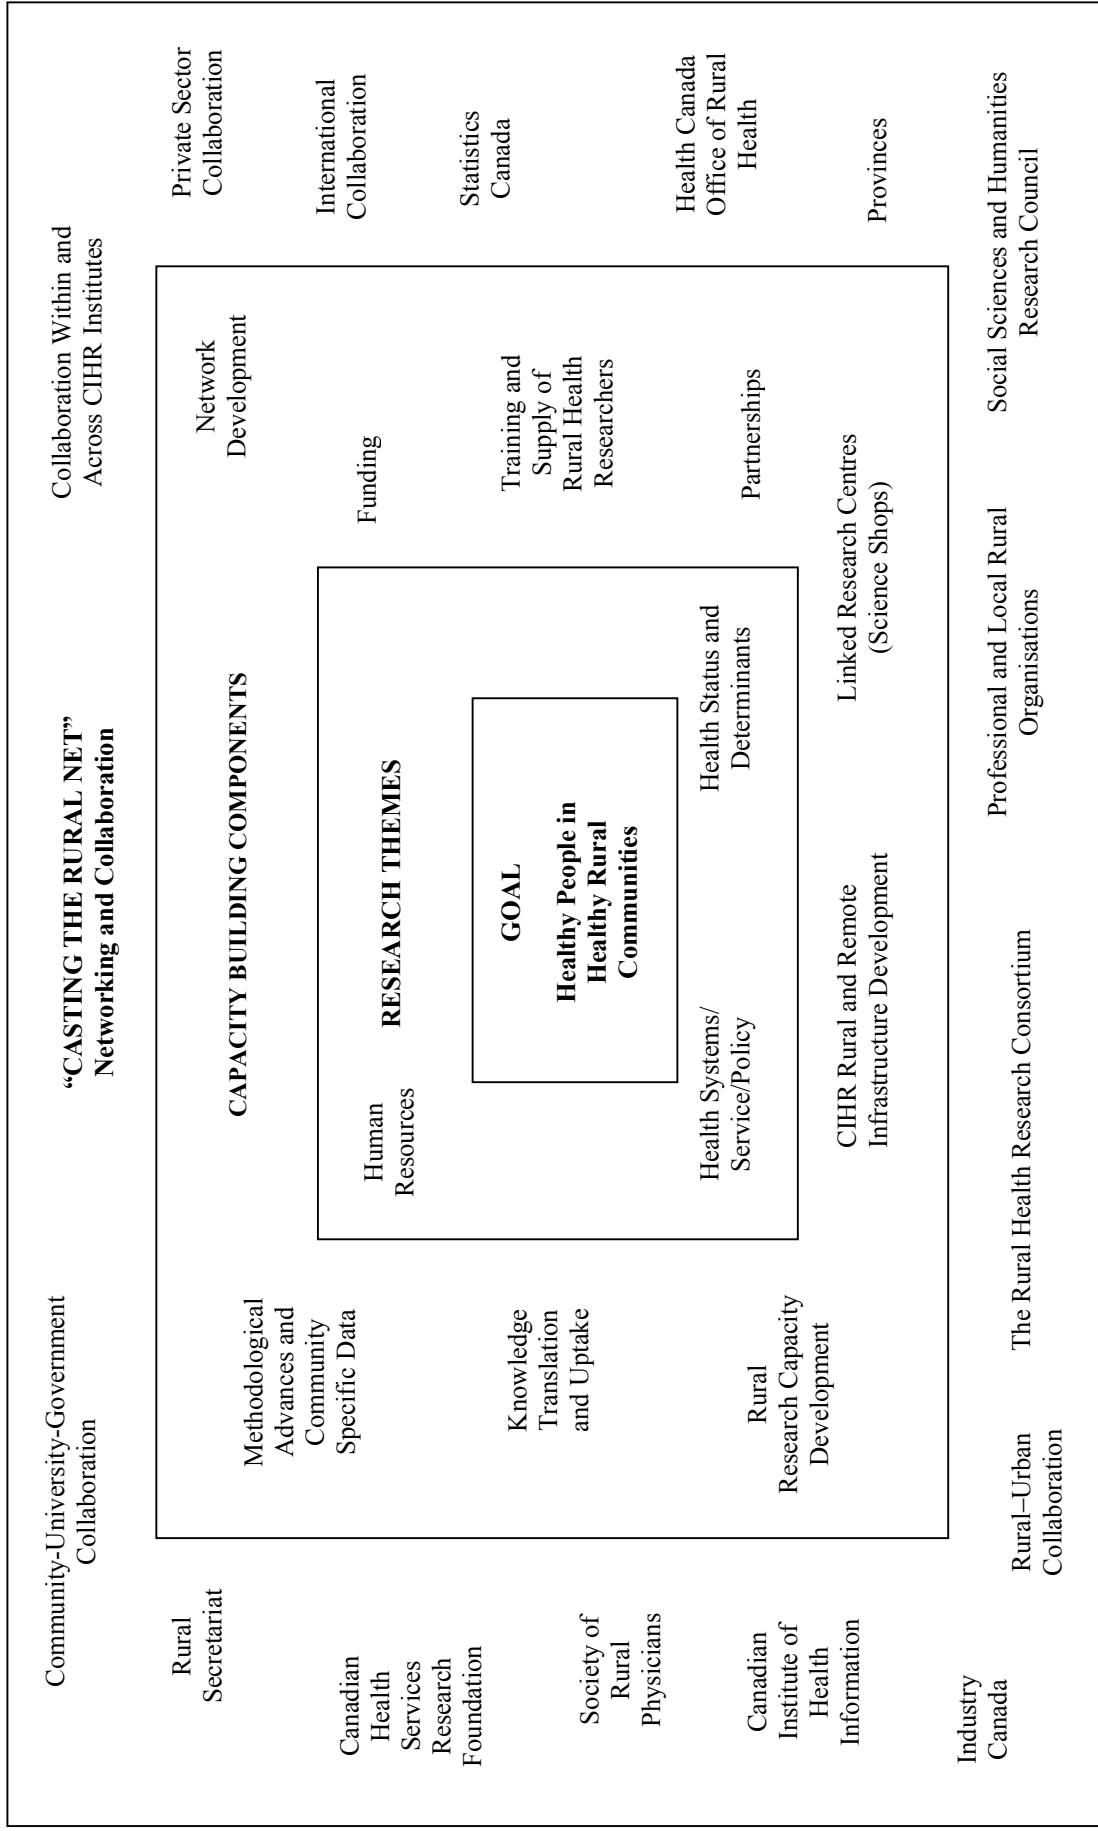 “CASTING THE RURAL NET”
Networking and Collaboration
Community-University-Government
Collaboration
Collaboration Within and
Across CIHR Institutes
Rural
Secretariat
Canadian
Health
Services
Research
Foundation
Society of
Rural
Physicians
Canadian
Institute of
Health
Information
Industry
Canada
Private Sector
Collaboration
International
Collaboration
Statistics
Canada
Health Canada
Office of Rural
Health
Provinces
CAPACITY BUILDING COMPONENTS
Network
Development
Methodological
Advances and
Community
Specific Data
Knowledge
Translation
and Uptake
Rural
Research Capacity
Development
Funding
Training and
Supply of
Rural Health
Researchers
Partnerships
RESEARCH THEMES
Human
Resources
GOAL
Healthy People in
Healthy Rural
Communities
Health Systems/
Service/Policy
Health Status and
Determinants
CIHR Rural and Remote
Infrastructure Development
Linked Research Centres
(Science Shops)
Rural–Urban
Collaboration
The Rural Health Research Consortium
Professional and Local Rural
Organisations
Social Sciences and Humanities
Research Council